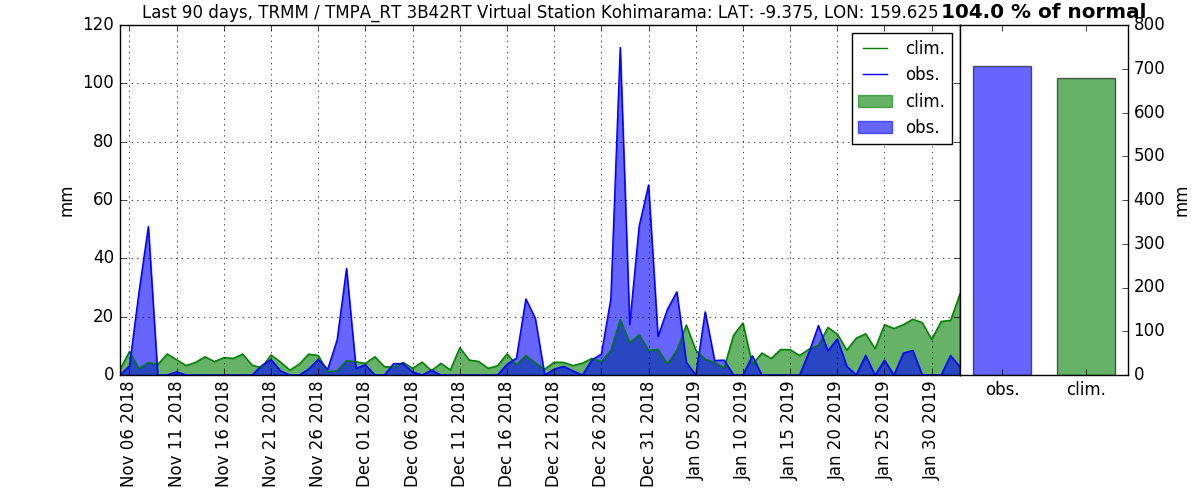 Last 90 days, TRMM / TMPA_RT 3B42RT Virtual Station Kohimarama: LAT: -9.375, LON: 159.625
104.0 % of normal
120
100
80
60
40
20
0
mm
clim.
obs.
clim.
obs.
Nov 06 2018
Nov 11 2018
Nov 16 2018
Nov 21 2018
Nov 26 2018
Dec 01 2018
Dec 06 2018
Dec 11 2018
Dec 16 2018
Dec 21 2018
Dec 26 2018
Dec 31 2018
Jan 05 2019
Jan 10 2019
Jan 15 2019
Jan 20 2019
Jan 25 2019
Jan 30 2019
800
700
600
500
400
300
200
100
0
mm
obs.
clim.